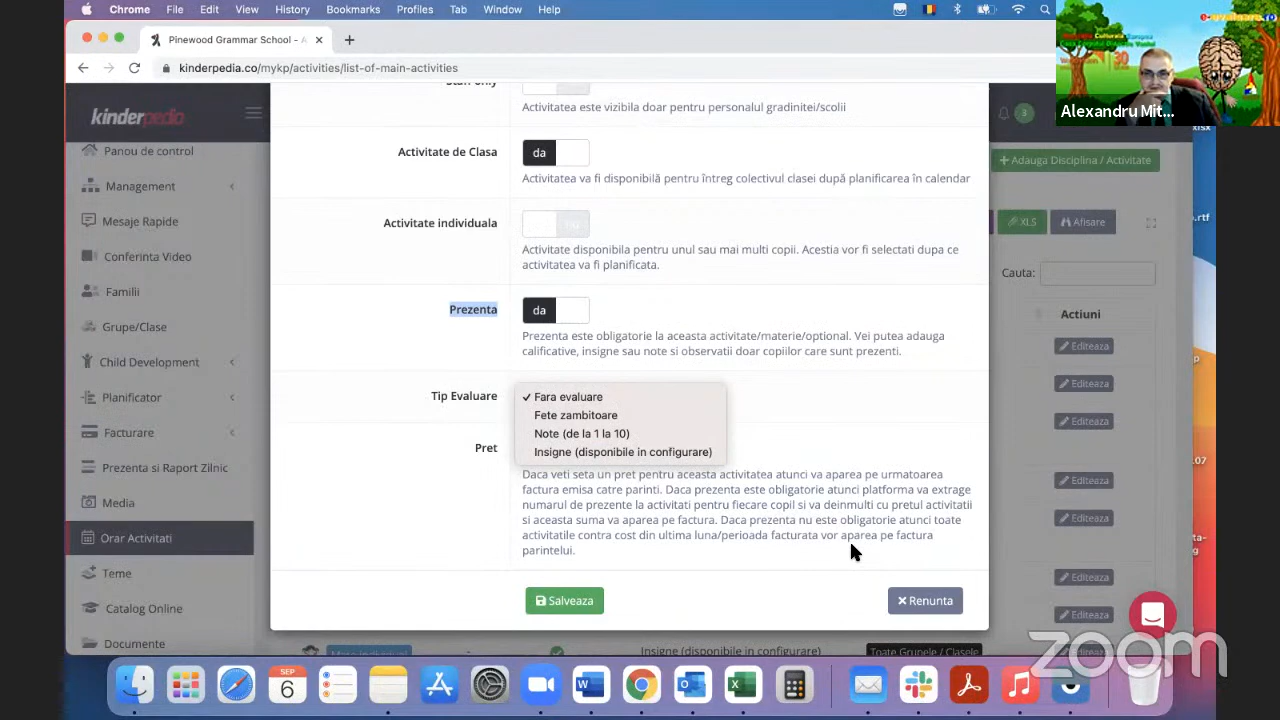 Chrome File Edit View History Bookmarks Profiles Tab Window Help
Pinewood Grammar School - A
kinderpedia.co/mykp/activities/list-of-main-activities
Alexandru Mit...
kinderpedia
3
Panou de control
Management
Mesaje Rapide
Conferinta Video
Familii
Grupe/Clase
Child Development
Planificator
Facturare
Prezenta si Raport Zilnic
Media
Orar Activitati
Teme
Catalog Online
Documente
Staff Only
Activitatea este vizibila doar pentru personalul gradinitei/scolii
Activitate de Clasa
da
Activitatea va fi disponibilă pentru întreg colectivul clasei după planificarea în calendar
Activitate individuala
nu
Activitate disponibila pentru unul sau mai multi copii. Acestia vor fi selectati dupa ce
activitatea va fi planificata.
Prezenta
da
Prezenta este obligatorie la aceasta activitate/materie/optional. Vei putea adauga
calificative, insigne sau note si observatii doar copiilor care sunt prezenti.
Tip Evaluare
✓ Fara evaluare
Fete zambitoare
Note (de la 1 la 10)
Insigne (disponibile in configurare)
Pret
Daca veti seta un pret pentru aceasta activitatea atunci va aparea pe urmatoarea
factura emisa catre parinti. Daca prezenta este obligatorie atunci platforma va extrage
numarul de prezente la activitati pentru fiecare copil si va deinmulti cu pretul activitatii
si aceasta suma va aparea pe factura. Daca prezenta nu este obligatorie atunci toate
activitatile contra cost din ultima luna/perioada facturata vor aparea pe factura
parintelui.
Salveaza
Renunta
+ Adauga Disciplina / Activitate
XLS
Afisare
Cauta:
Actiuni
Editeaza
Editeaza
Editeaza
Editeaza
Editeaza
Editeaza
Editeaza
Insigne (disponibile in configurare)
Toate Grupele / Clasele
xlsx
.rtf
.07
zoom
SEP
6